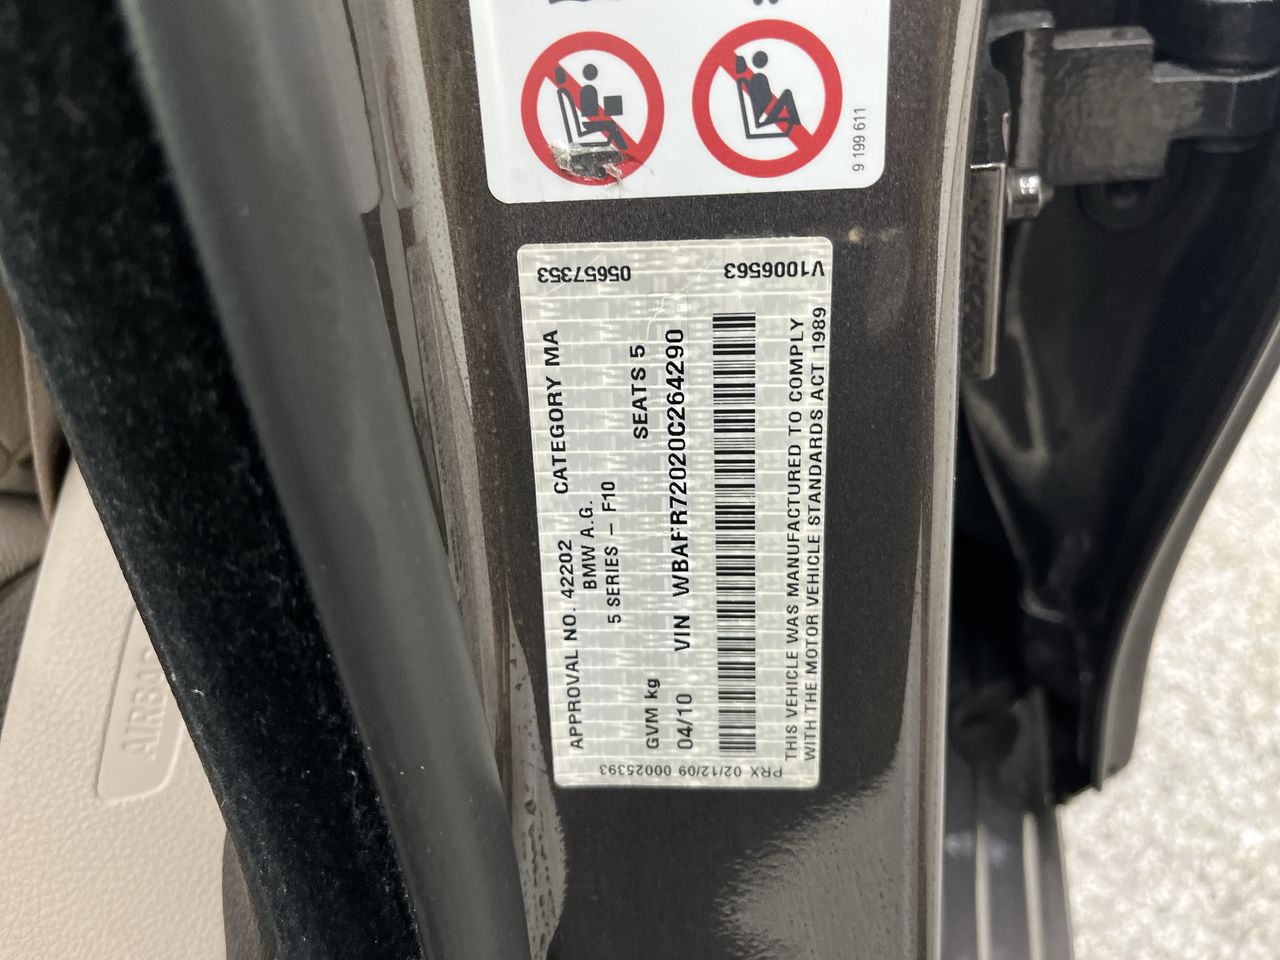 9 199 611
05657353
V1006563
APPROVAL NO. 42202 CATEGORY MA
BMW A.G.
5 SERIES – F10
GVM kg SEATS 5
04/10 VIN WBAFR72020C264290
THIS VEHICLE WAS MANUFACTURED TO COMPLY
WITH THE MOTOR VEHICLE STANDARDS ACT 1989
PRX 02/12/09 00025393
AIRBAG